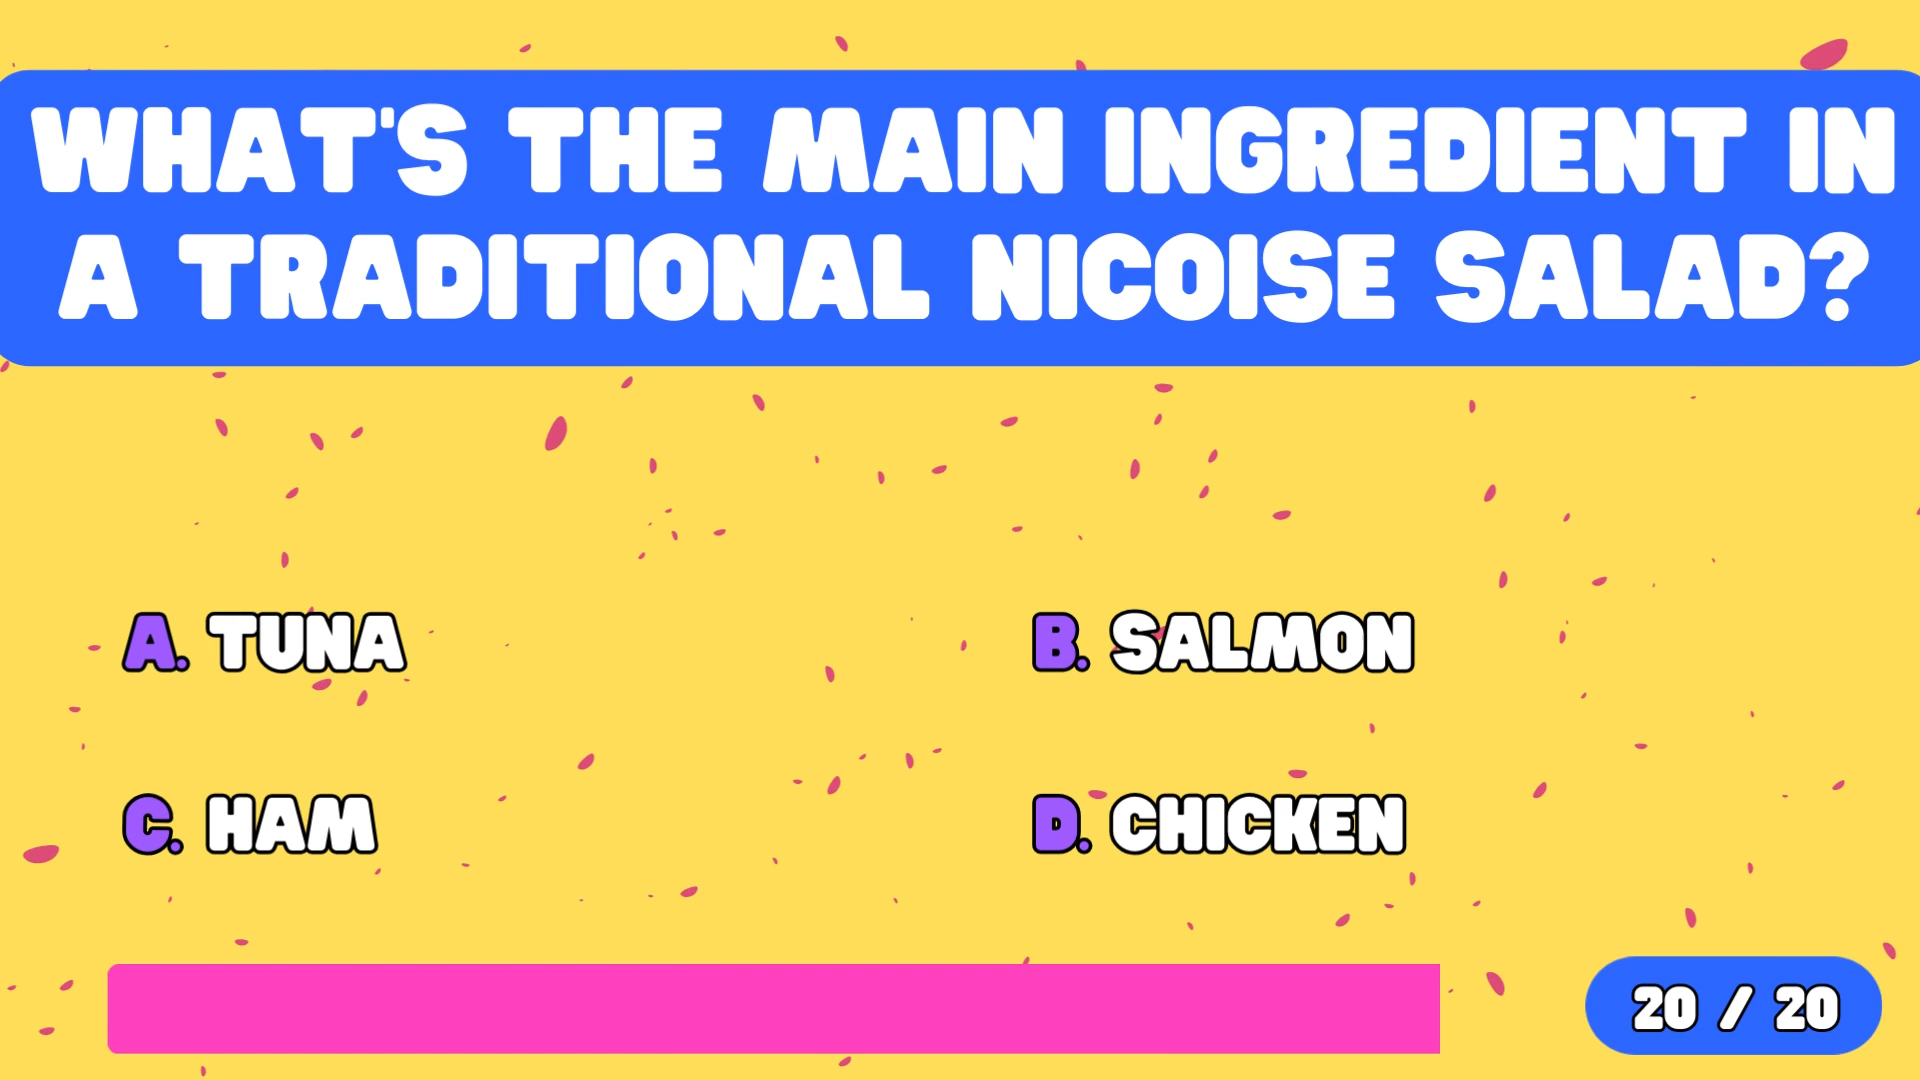 WHAT'S THE MAIN INGREDIENT IN
A TRADITIONAL NICOISE SALAD?
A. TUNA
B. SALMON
C. HAM
D. CHICKEN
20 / 20